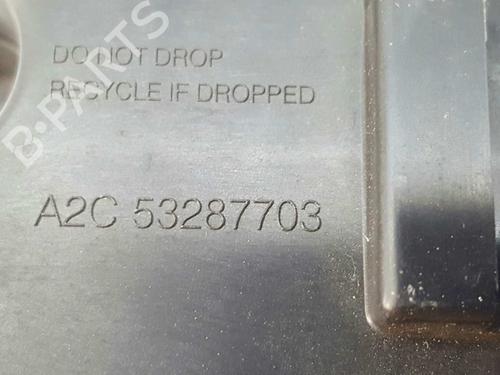 DO NOT DROP
RECYCLE IF DROPPED
A2C 53287703
B-PARTS